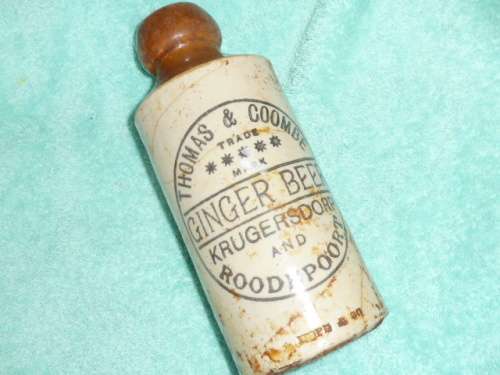 THOMAS & COOMBE
TRADE
MARK
GINGER BEER
KRUGERSDORP
AND
ROODEPOORT